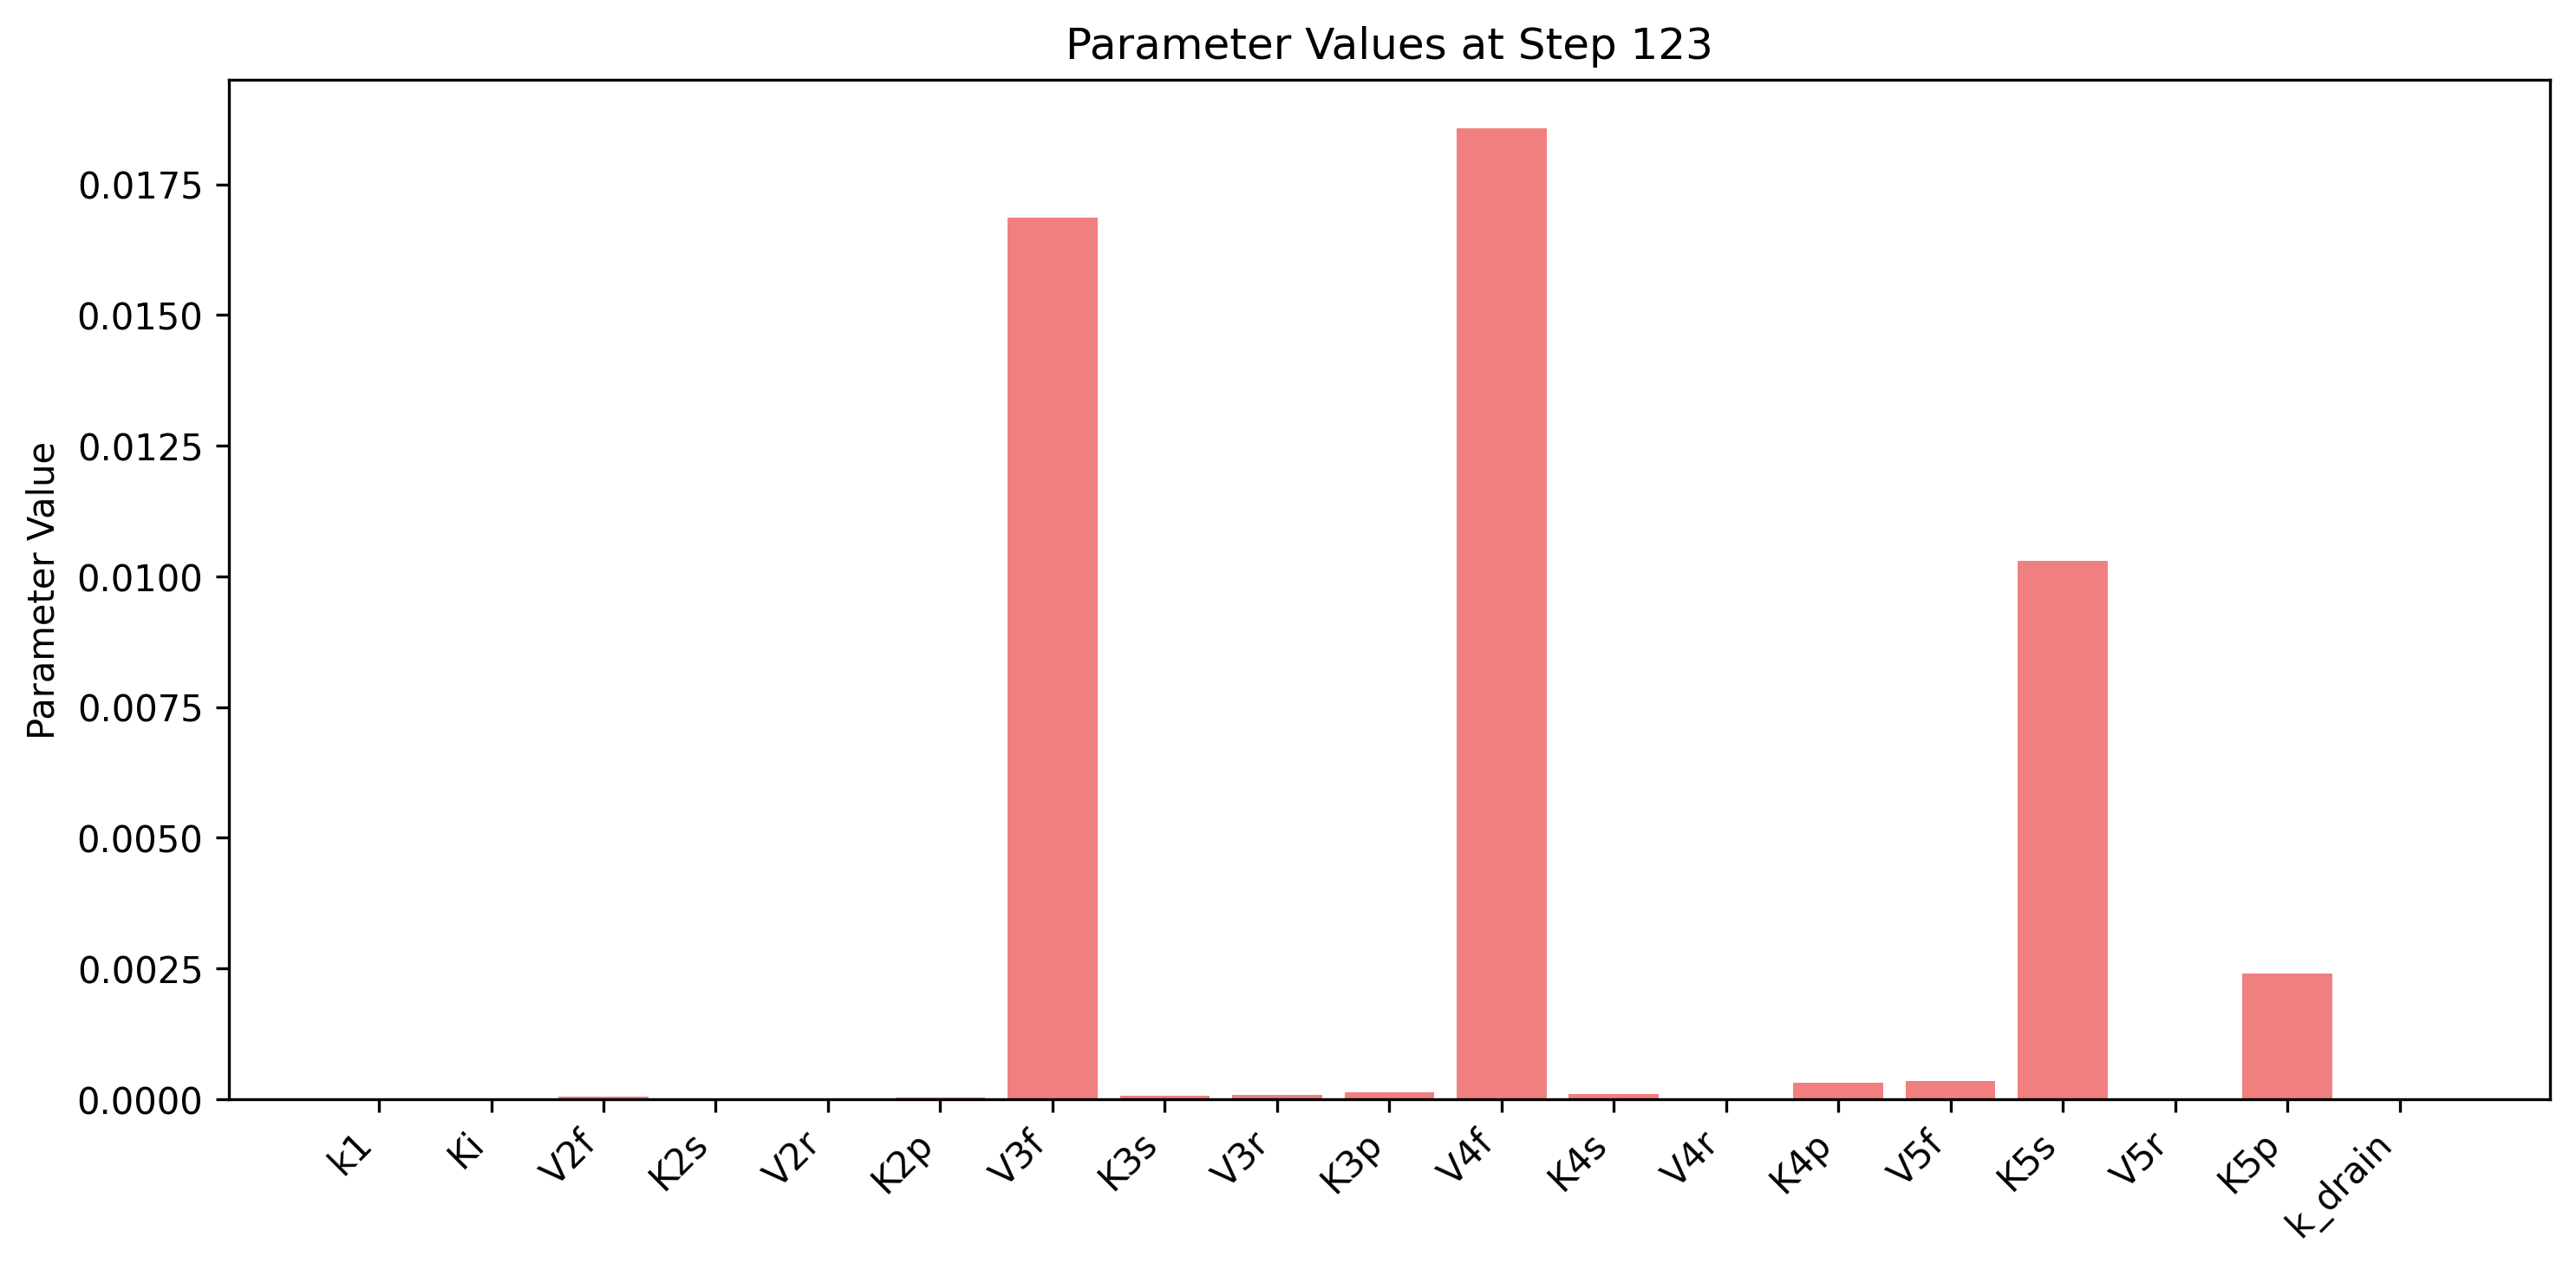 Parameter Values at Step 123
Parameter Value
0.0175
0.0150
0.0125
0.0100
0.0075
0.0050
0.0025
0.0000
k1 Ki V2f K2s V2r K2p V3f K3s V3r K3p V4f K4s V4r K4p V5f K5s V5r K5p k_drain